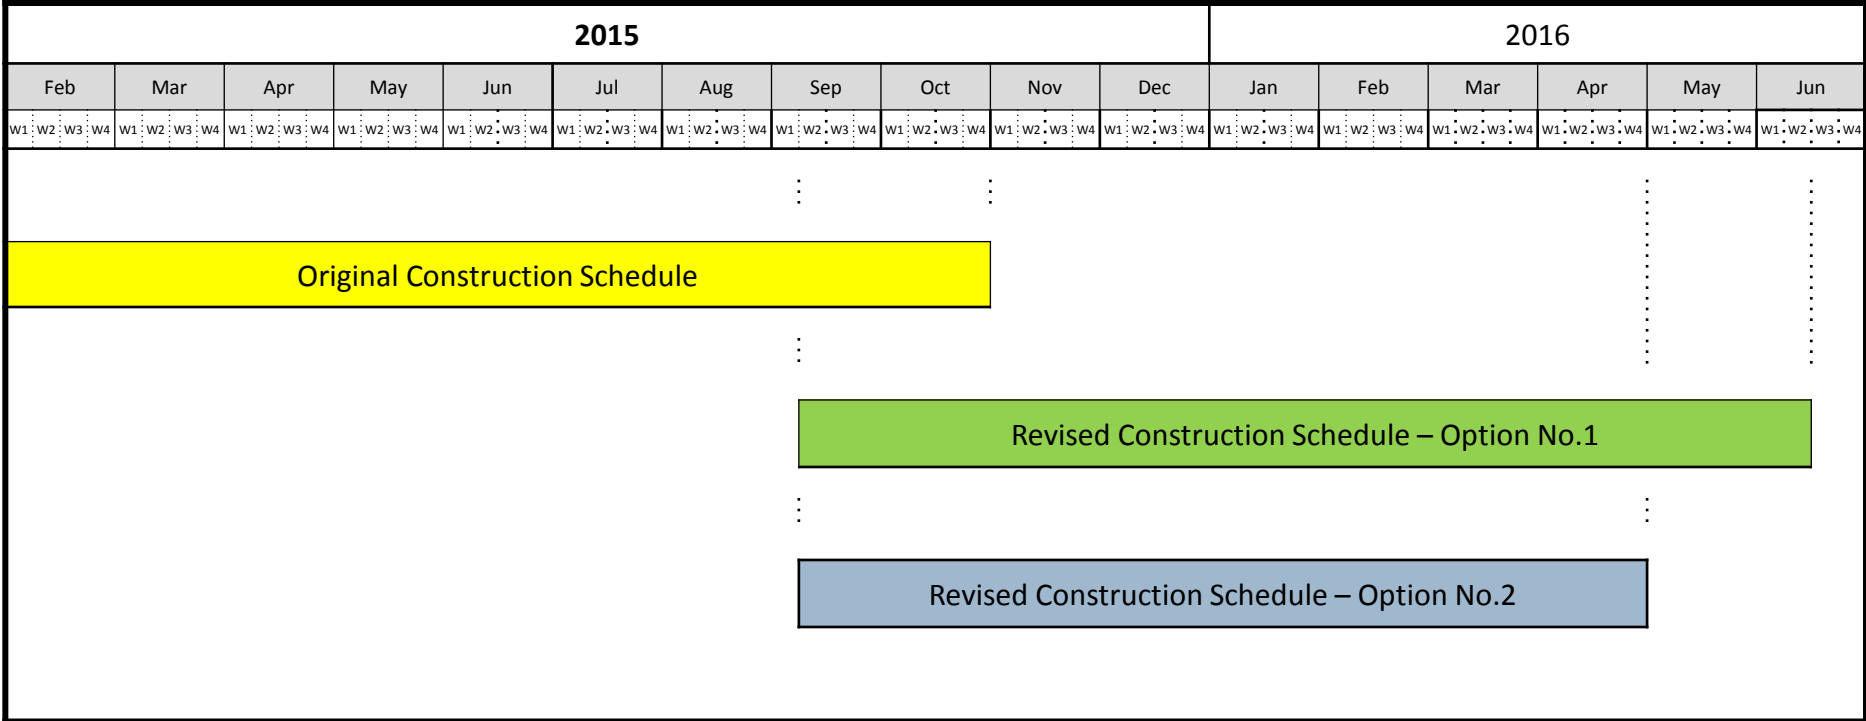 2015 2016
Feb Mar Apr May Jun Jul Aug Sep Oct Nov Dec Jan Feb Mar Apr May Jun
W1 W2 W3 W4 W1 W2 W3 W4 W1 W2 W3 W4 W1 W2 W3 W4 W1 W2 W3 W4 W1 W2 W3 W4 W1 W2 W3 W4 W1 W2 W3 W4 W1 W2 W3 W4 W1 W2 W3 W4 W1 W2 W3 W4 W1 W2 W3 W4 W1 W2 W3 W4 W1 W2 W3 W4 W1 W2 W3 W4 W1 W2 W3 W4 W1 W2 W3 W4
Original Construction Schedule
Revised Construction Schedule – Option No.1
Revised Construction Schedule – Option No.2